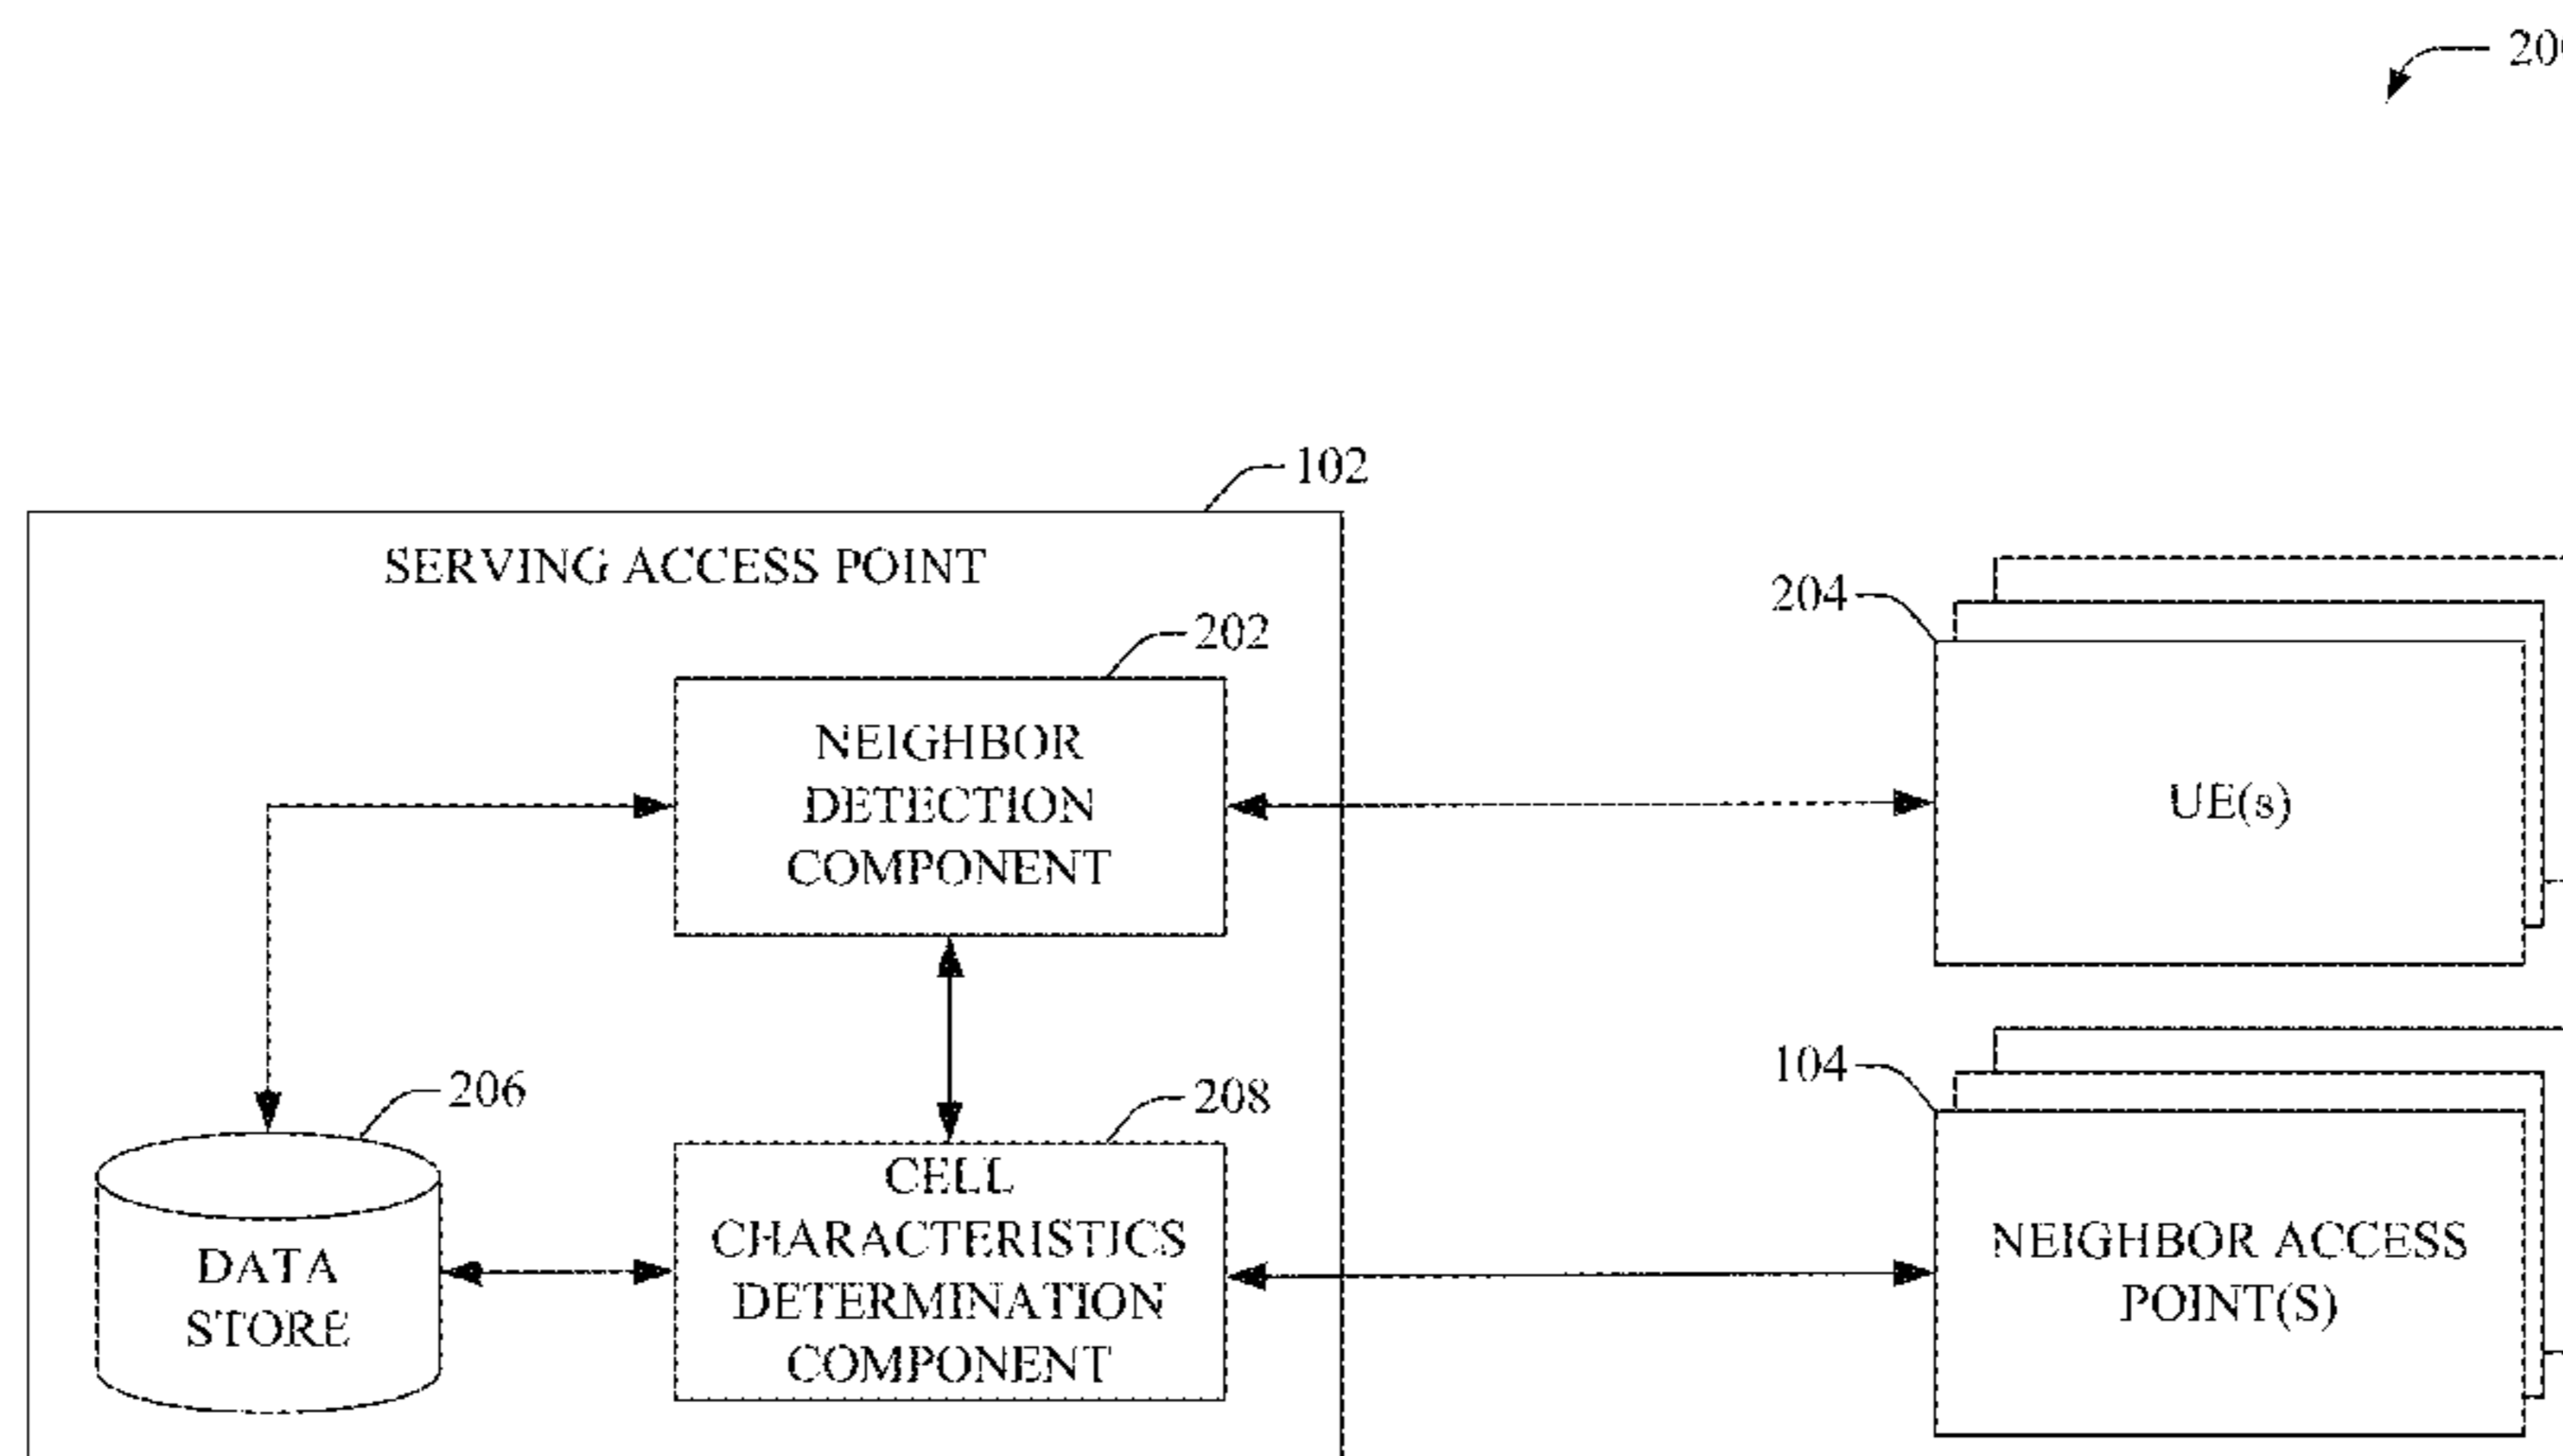 102
SERVING ACCESS POINT
202
NEIGHBOR
DETECTION
COMPONENT
204
UE(s)
206
DATA
STORE
208
CELL
CHARACTERISTICS
DETERMINATION
COMPONENT
104
NEIGHBOR ACCESS
POINT(S)